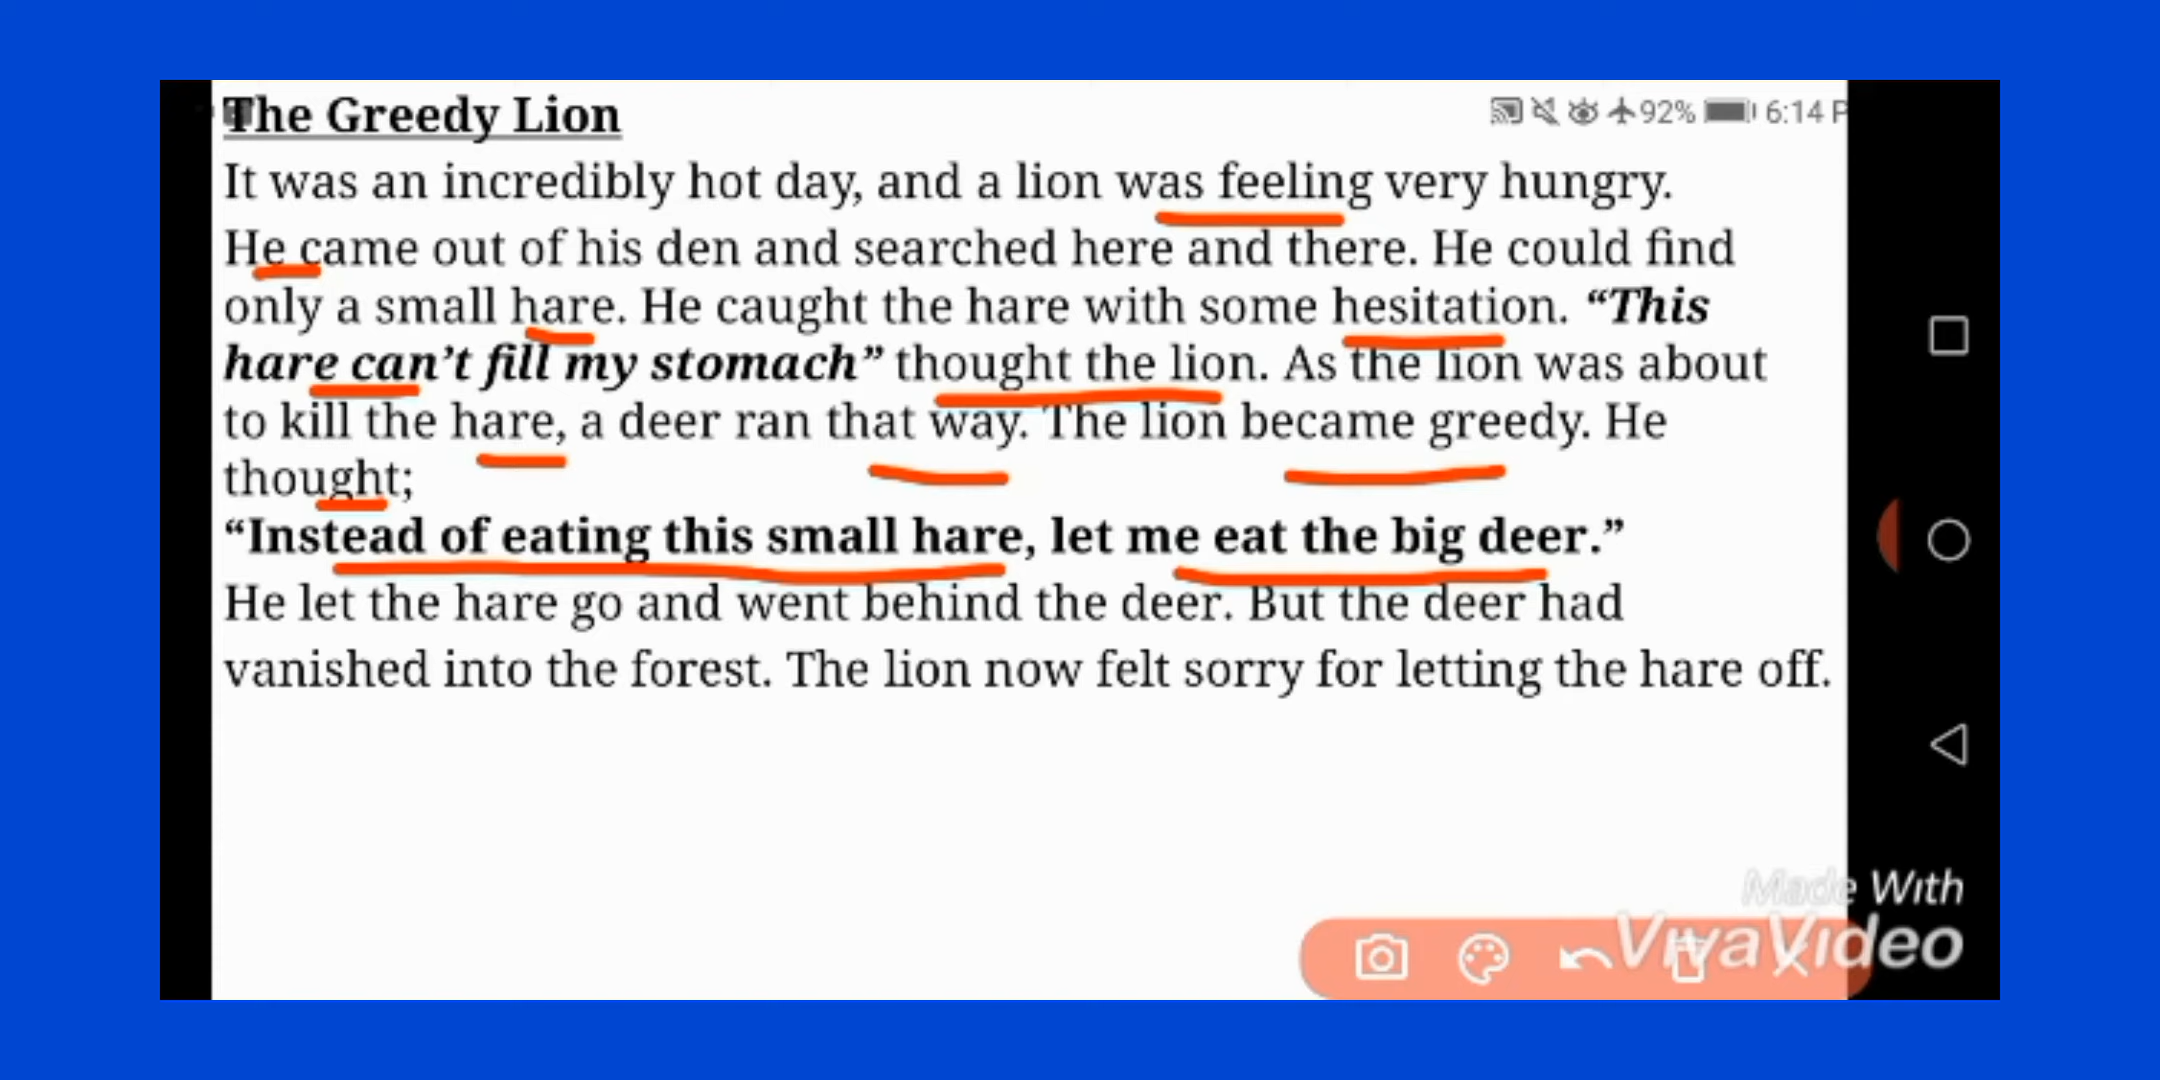 The Greedy Lion
92% 6:14 P
It was an incredibly hot day, and a lion was feeling very hungry.
He came out of his den and searched here and there. He could find
only a small hare. He caught the hare with some hesitation. “This
hare can’t fill my stomach” thought the lion. As the lion was about
to kill the hare, a deer ran that way. The lion became greedy. He
thought;
“Instead of eating this small hare, let me eat the big deer.”
He let the hare go and went behind the deer. But the deer had
vanished into the forest. The lion now felt sorry for letting the hare off.
Made With
VivaVideo